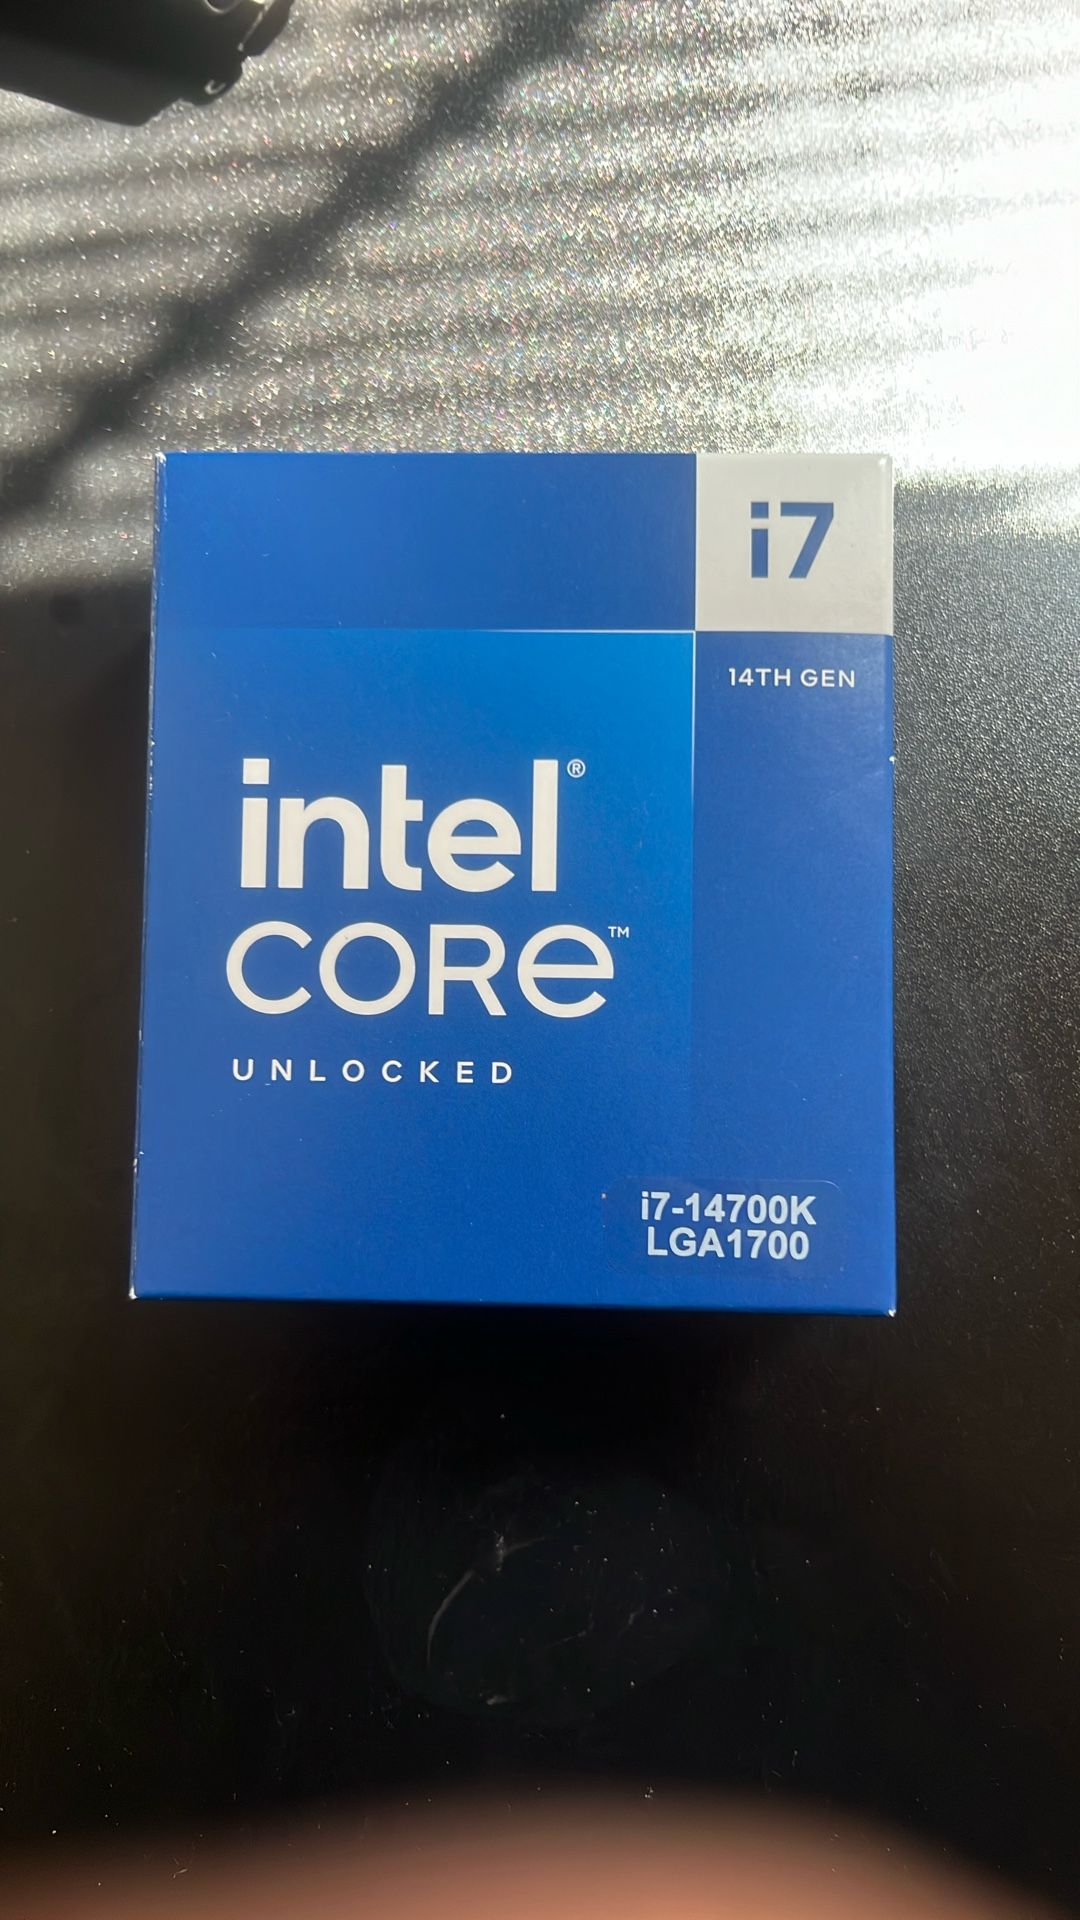 i7
14TH GEN
intel®
CORe™
UNLOCKED
i7-14700K
LGA1700